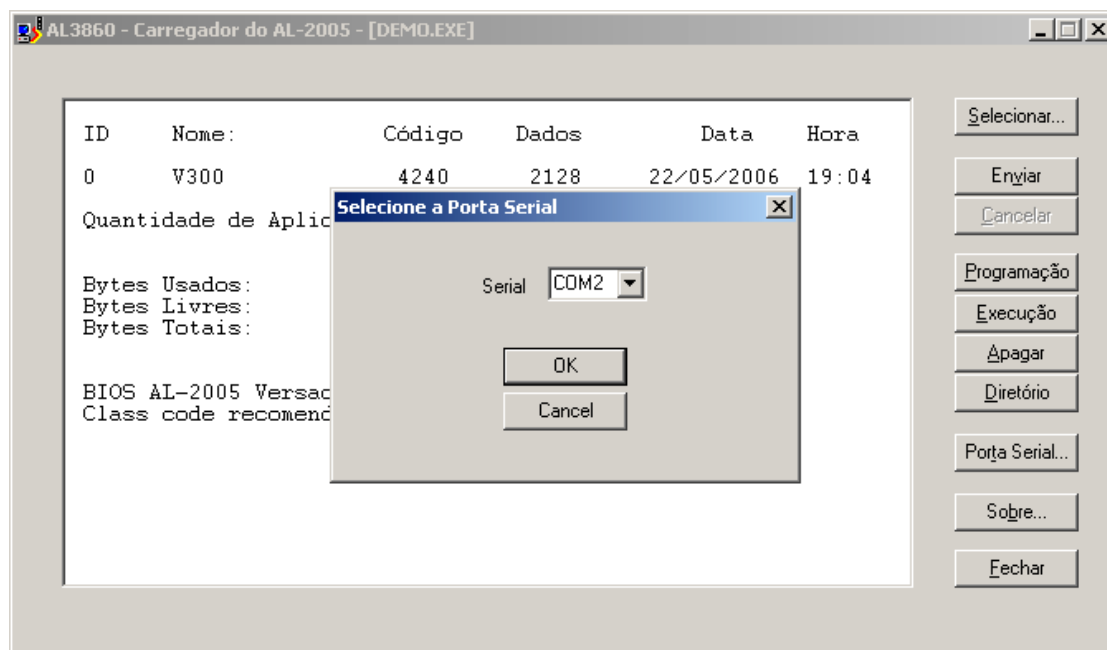 AL3860 - Carregador do AL-2005 - [DEMO.EXE]
ID Nome: Código Dados Data Hora
0 V300 4240 2128 22/05/2006 19:04
Quantidade de Aplic
Bytes Usados:
Bytes Livres:
Bytes Totais:
BIOS AL-2005 Versao
Class code recomend
Selecione a Porta Serial
Serial COM2
OK
Cancel
Selecionar...
Enviar
Cancelar
Programação
Execução
Apagar
Diretório
Porta Serial...
Sobre...
Fechar